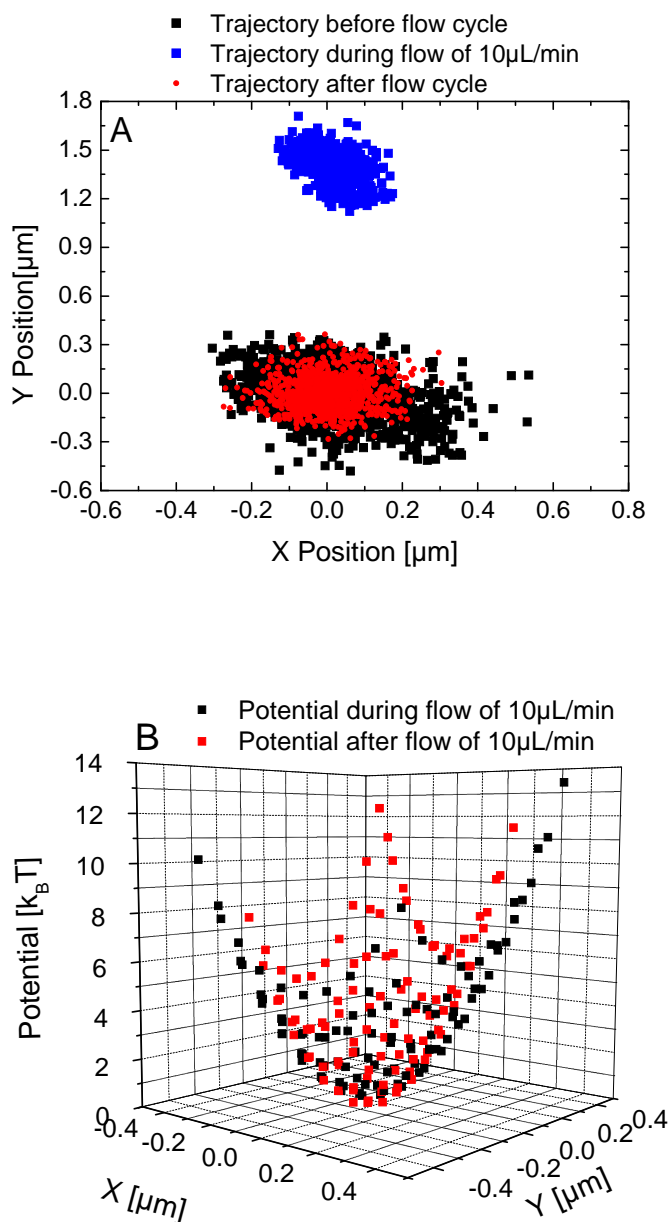 Trajectory before flow cycle
Trajectory during flow of 10µL/min
Trajectory after flow cycle
A
1.8
1.5
1.2
0.9
0.6
0.3
0.0
-0.3
-0.6
Y Position[µm]
-0.6 -0.4 -0.2 0.0 0.2 0.4 0.6 0.8
X Position [µm]
Potential during flow of 10µL/min
Potential after flow of 10µL/min
B
14
12
10
8
6
4
2
0
Potential [k_BT]
-0.4 -0.2 0.0 0.2 0.4
X [µm]
-0.4 -0.2 0.0 0.2 0.4
Y [µm]